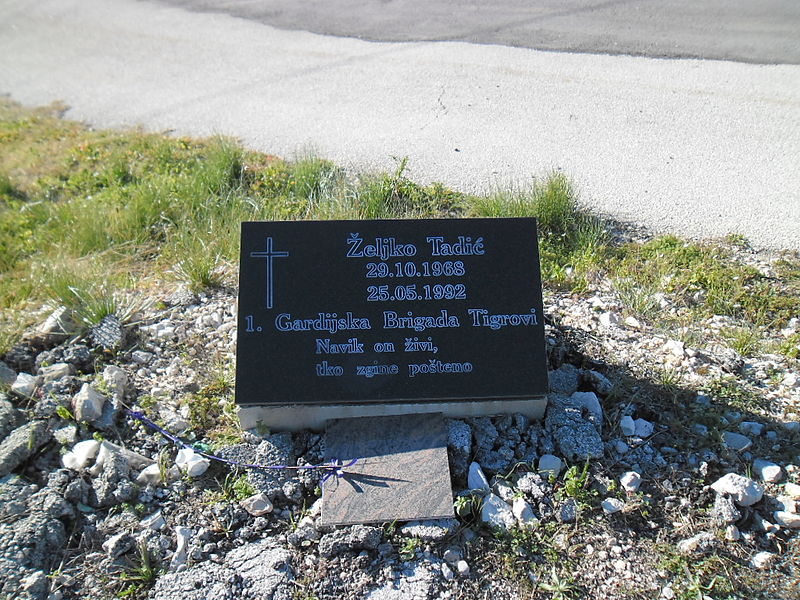 Željko Tadić
29.10.1968
25.05.1992
1. Gardijska Brigada Tigrovi
Navik on živi,
tko zgine pošteno